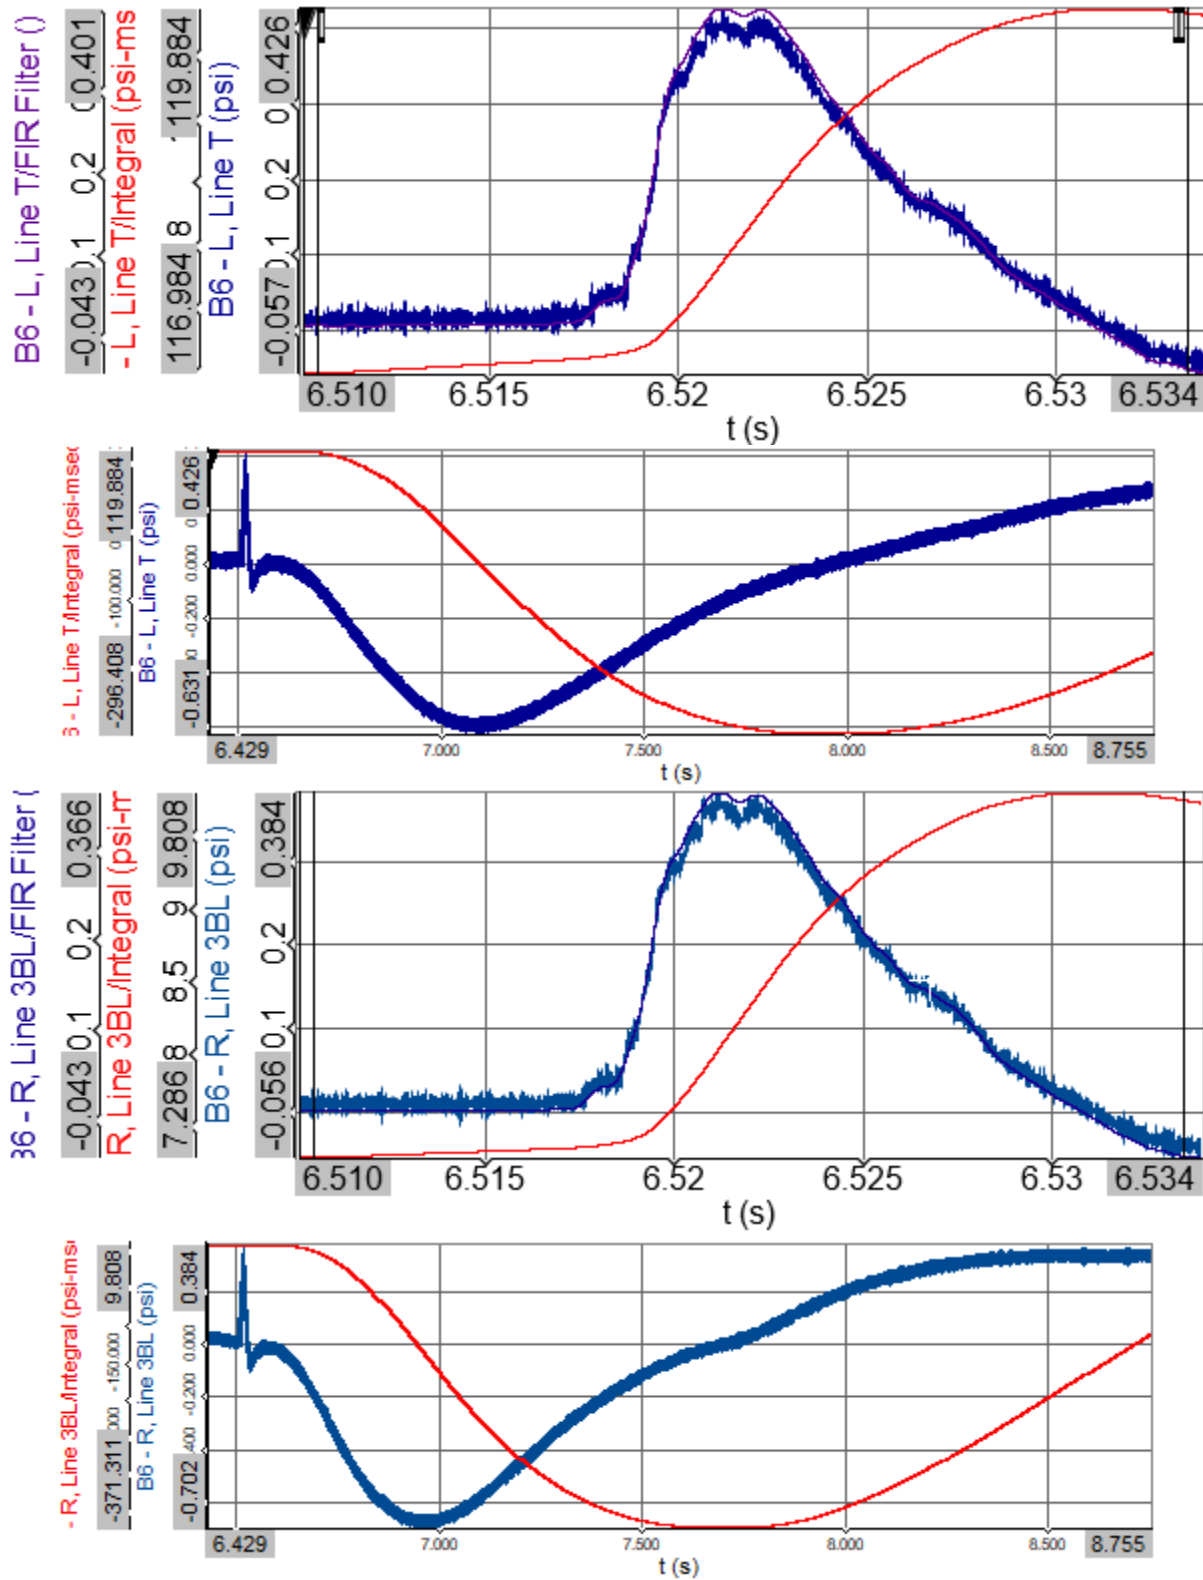 B6 - L, Line T/FIR Filter ()
-0.043 0.1 0.2 0.401
- L, Line T/Integral (psi-ms
116.984 8 119.884
B6 - L, Line T (psi)
-0.057 0.1 0.2 0 0.426
6.510 6.515 6.52 6.525 6.53 6.534
t (s)
6 - L, Line T/Integral (psi-msec
-296.408 -100.000 0 119.884
B6 - L, Line T (psi)
-0.631 0 -0.200 0.000 0 0.426
6.429 7.000 7.500 8.000 8.500 8.755
t (s)
36 - R, Line 3BL/FIR Filter (
-0.043 0.1 0.2 0.366
R, Line 3BL/Integral (psi-m
7.286 8 8.5 9 9.808
B6 - R, Line 3BL (psi)
-0.056 0.1 0.2 0.384
6.510 6.515 6.52 6.525 6.53 6.534
t (s)
- R, Line 3BL/Integral (psi-ms
-371.311 000 -150.000 9.808
B6 - R, Line 3BL (psi)
-0.702 400 -0.200 0.000 0.384
6.429 7.000 7.500 8.000 8.500 8.755
t (s)